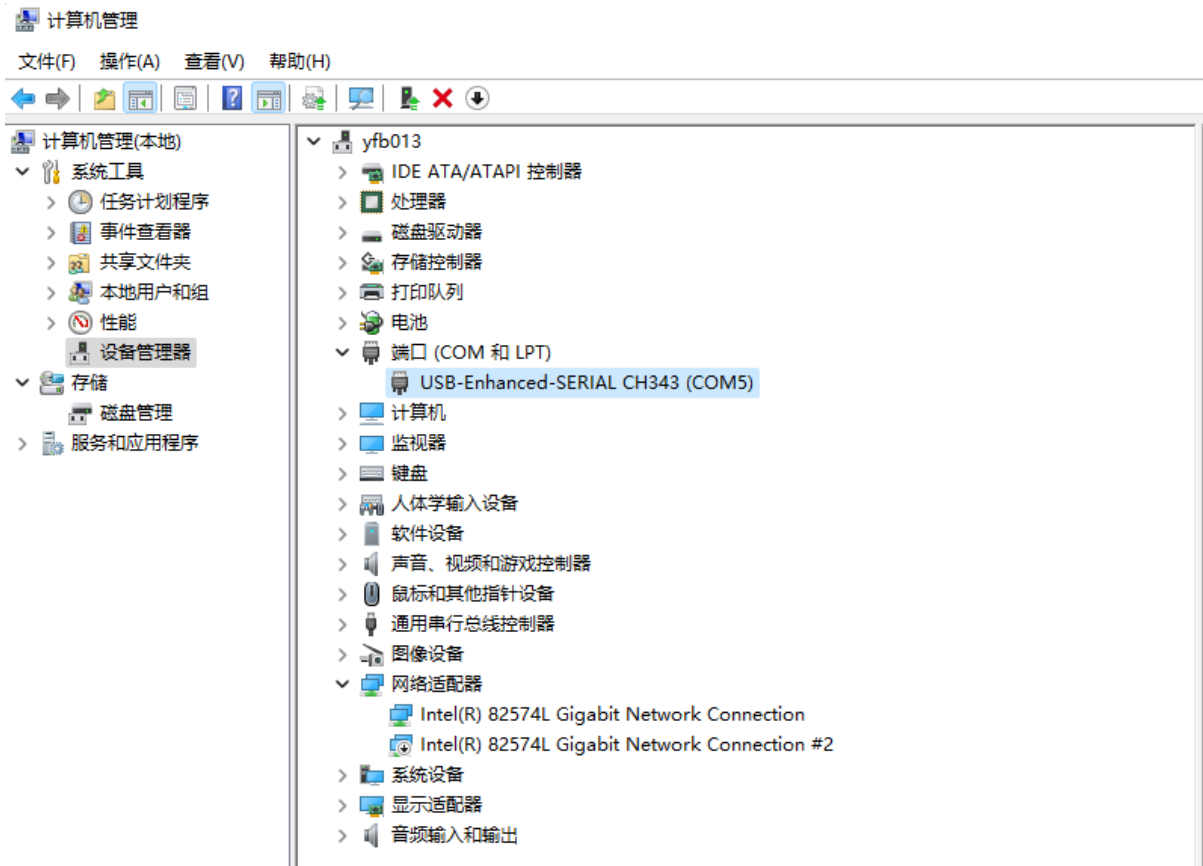 计算机管理
文件(F) 操作(A) 查看(V) 帮助(H)
计算机管理(本地)
系统工具
任务计划程序
事件查看器
共享文件夹
本地用户和组
性能
设备管理器
存储
磁盘管理
服务和应用程序
yfb013
IDE ATA/ATAPI 控制器
处理器
磁盘驱动器
存储控制器
打印队列
电池
端口 (COM 和 LPT)
USB-Enhanced-SERIAL CH343 (COM5)
计算机
监视器
键盘
人体学输入设备
软件设备
声音、视频和游戏控制器
鼠标和其他指针设备
通用串行总线控制器
图像设备
网络适配器
Intel(R) 82574L Gigabit Network Connection
Intel(R) 82574L Gigabit Network Connection #2
系统设备
显示适配器
音频输入和输出